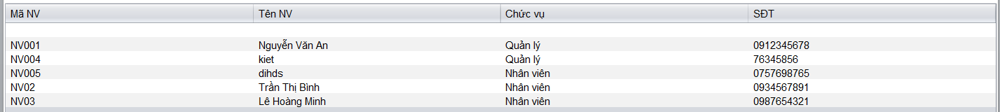 Mã NV Tên NV Chức vụ SĐT
NV001 Nguyễn Văn An Quản lý 0912345678
NV004 kiet Quản lý 76345856
NV005 dihds Nhân viên 0757698765
NV02 Trần Thị Bình Nhân viên 0934567891
NV03 Lê Hoàng Minh Nhân viên 0987654321